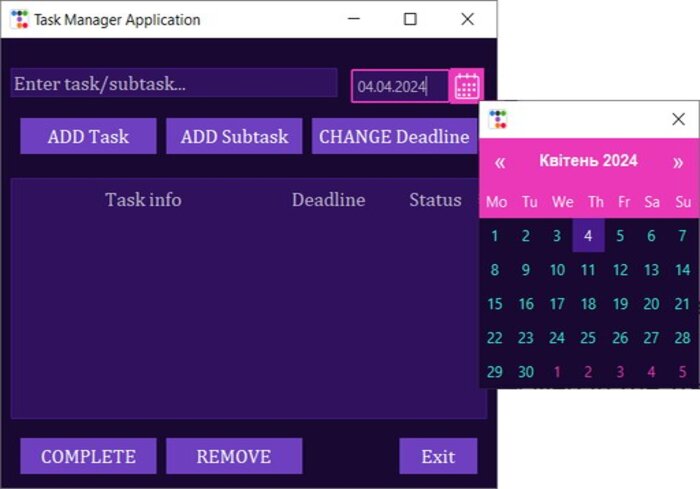 Task Manager Application
Enter task/subtask...
04.04.2024
ADD Task
ADD Subtask
CHANGE Deadline
Task info Deadline Status
COMPLETE
REMOVE
Exit
« Квітень 2024 »
Mo Tu We Th Fr Sa Su
1 2 3 4 5 6 7
8 9 10 11 12 13 14
15 16 17 18 19 20 21
22 23 24 25 26 27 28
29 30 1 2 3 4 5